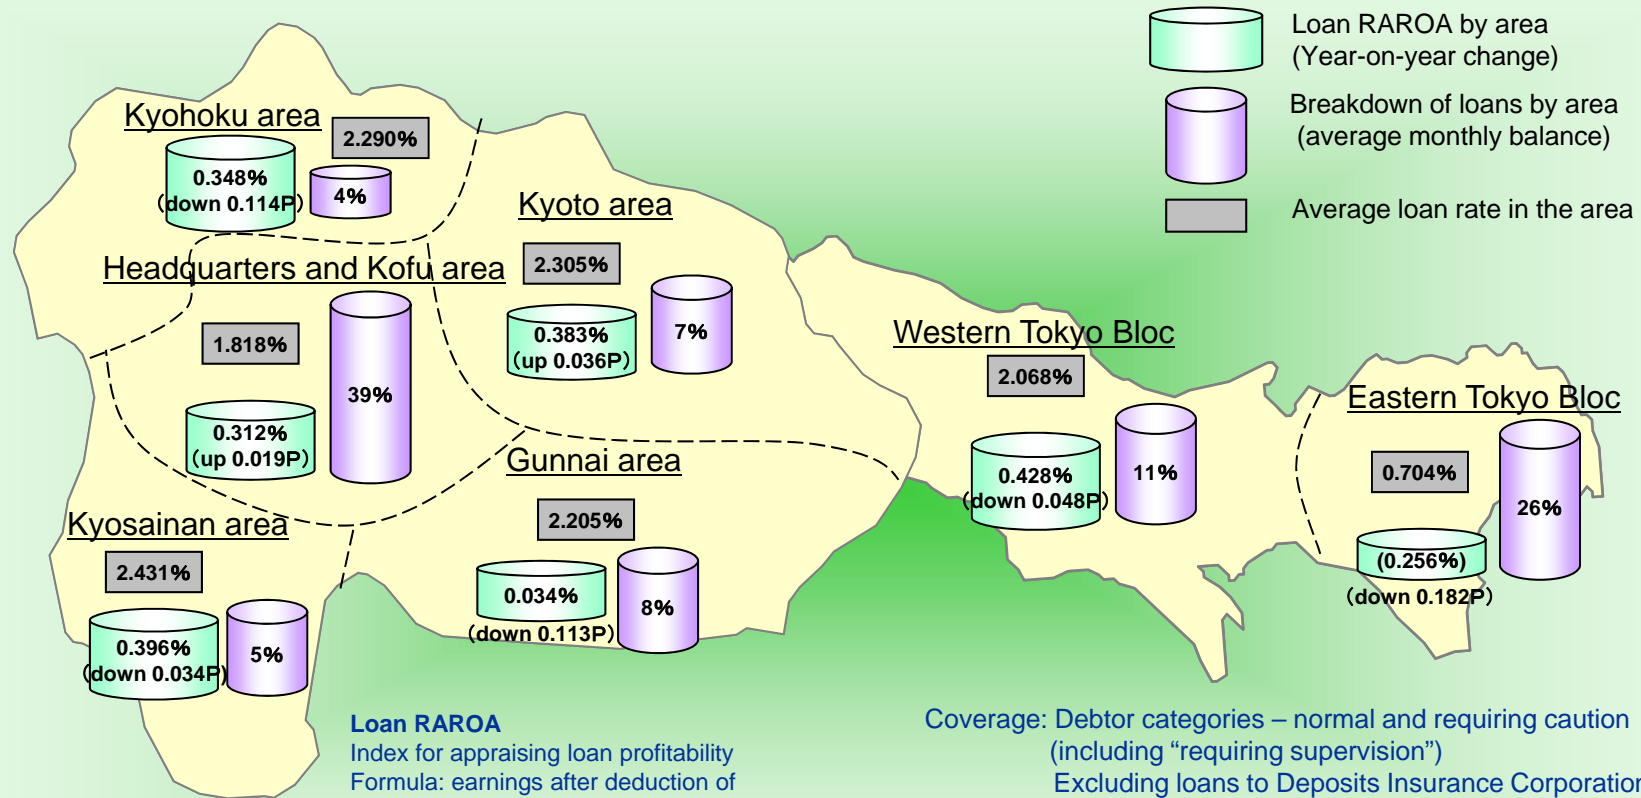 Loan RAROA by area
(Year-on-year change)
Breakdown of loans by area
(average monthly balance)
Average loan rate in the area
Kyohoku area
2.290%
0.348%
(down 0.114P)
4%
Kyoto area
2.305%
0.383%
(up 0.036P)
7%
Headquarters and Kofu area
1.818%
0.312%
(up 0.019P)
39%
Western Tokyo Bloc
2.068%
0.428%
(down 0.048P)
11%
Eastern Tokyo Bloc
0.704%
(0.256%)
(down 0.182P)
26%
Gunnai area
2.205%
0.034%
(down 0.113P)
8%
Kyosainan area
2.431%
0.396%
(down 0.034P)
5%
Loan RAROA
Index for appraising loan profitability
Formula: earnings after deduction of
Coverage: Debtor categories – normal and requiring caution
(including “requiring supervision”)
Excluding loans to Deposits Insurance Corporation